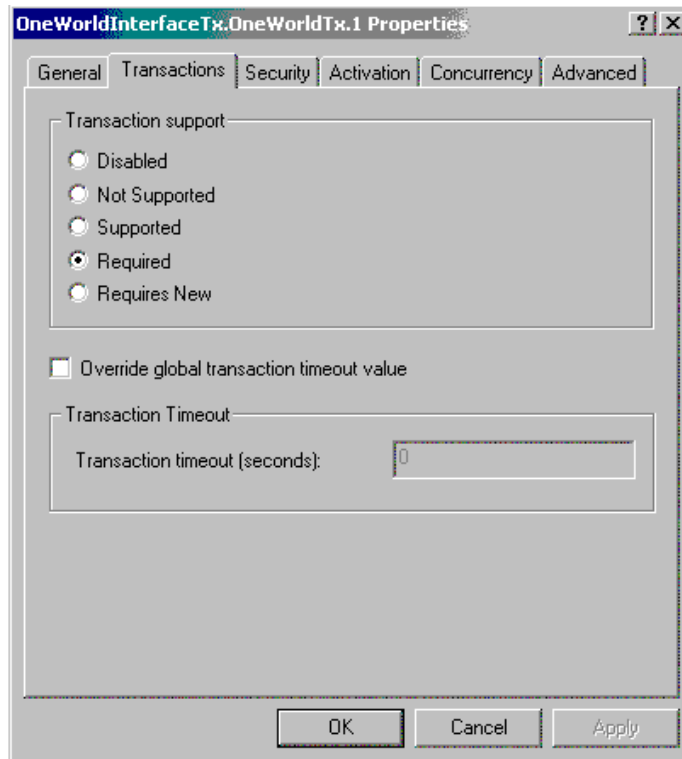 OneWorldInterfaceTx.OneWorldTx.1 Properties
General Transactions Security Activation Concurrency Advanced
Transaction support
Disabled
Not Supported
Supported
Required
Requires New
Override global transaction timeout value
Transaction Timeout
Transaction timeout (seconds): 0
OK Cancel Apply